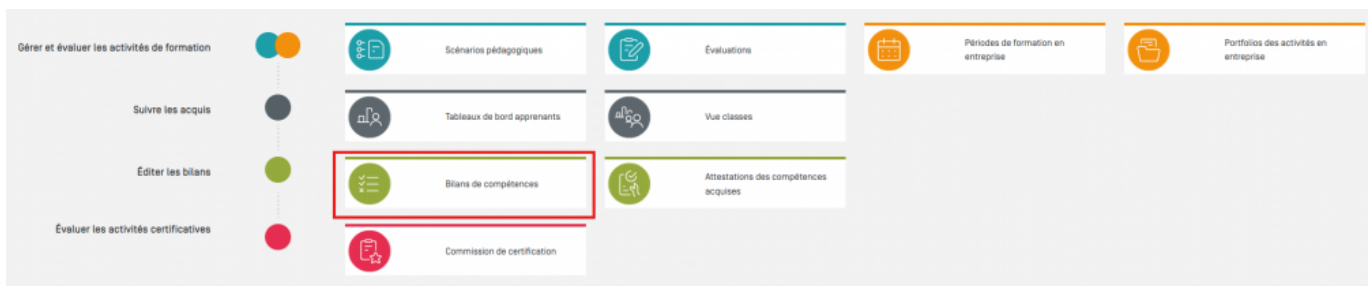 Gérer et évaluer les activités de formation
Scénarios pédagogiques
Évaluations
Périodes de formation en
entreprise
Portfolios des activités en
entreprise
Suivre les acquis
Tableaux de bord apprenants
Vue classes
Éditer les bilans
Bilans de compétences
Attestations des compétences
acquises
Évaluer les activités certificatives
Commission de certification